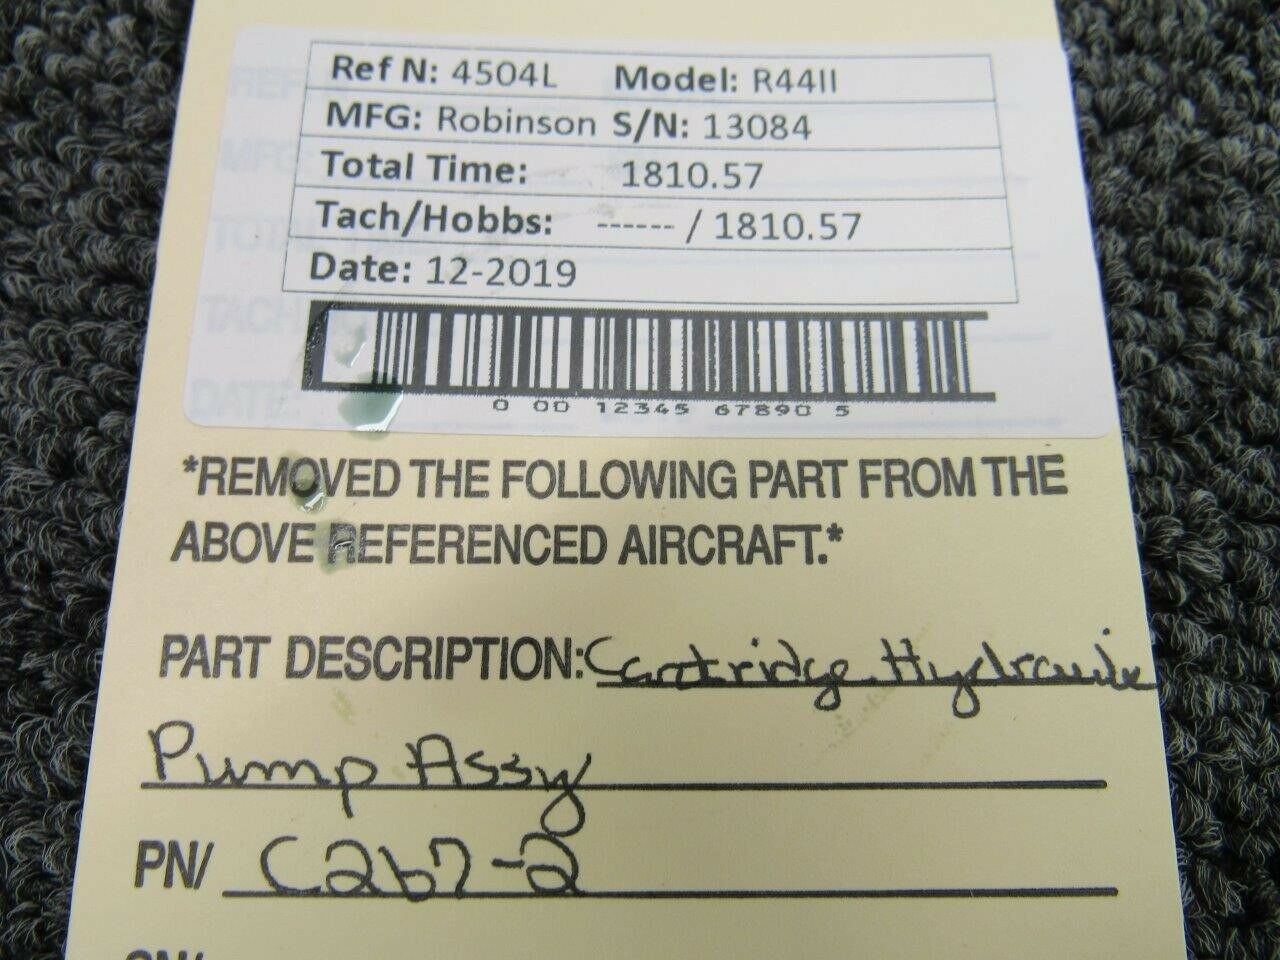 Ref N: 4504L Model: R44II
MFG: Robinson S/N: 13084
Total Time: 1810.57
Tach/Hobbs: ------ / 1810.57
Date: 12-2019
0 00 12345 67890 5
*REMOVED THE FOLLOWING PART FROM THE
ABOVE REFERENCED AIRCRAFT.*
PART DESCRIPTION: Cartridge Hydraulic
Pump Assy
PN/ C267-2